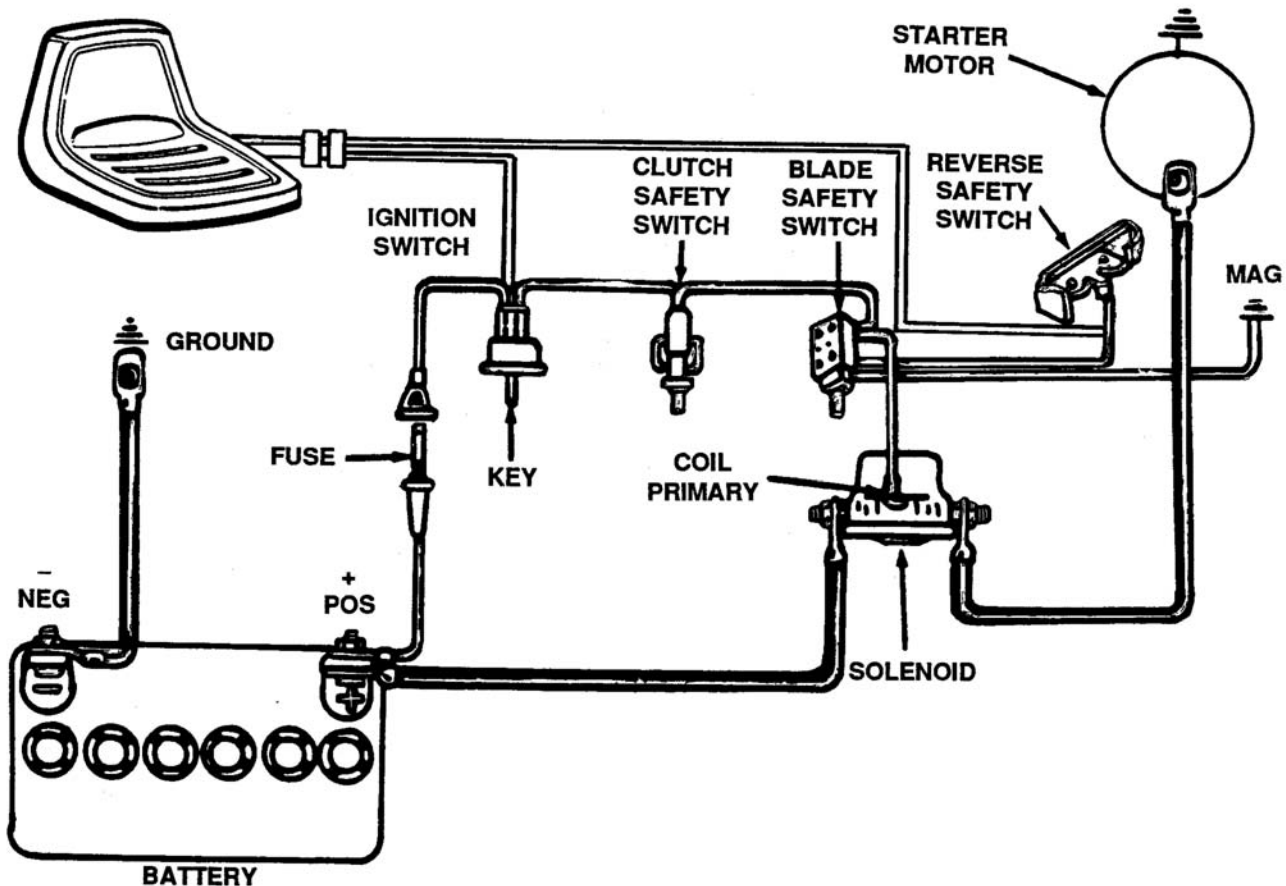 STARTER
MOTOR
CLUTCH
SAFETY
SWITCH
BLADE
SAFETY
SWITCH
REVERSE
SAFETY
SWITCH
IGNITION
SWITCH
MAG
GROUND
FUSE
KEY
COIL
PRIMARY
–
NEG
+
POS
SOLENOID
BATTERY